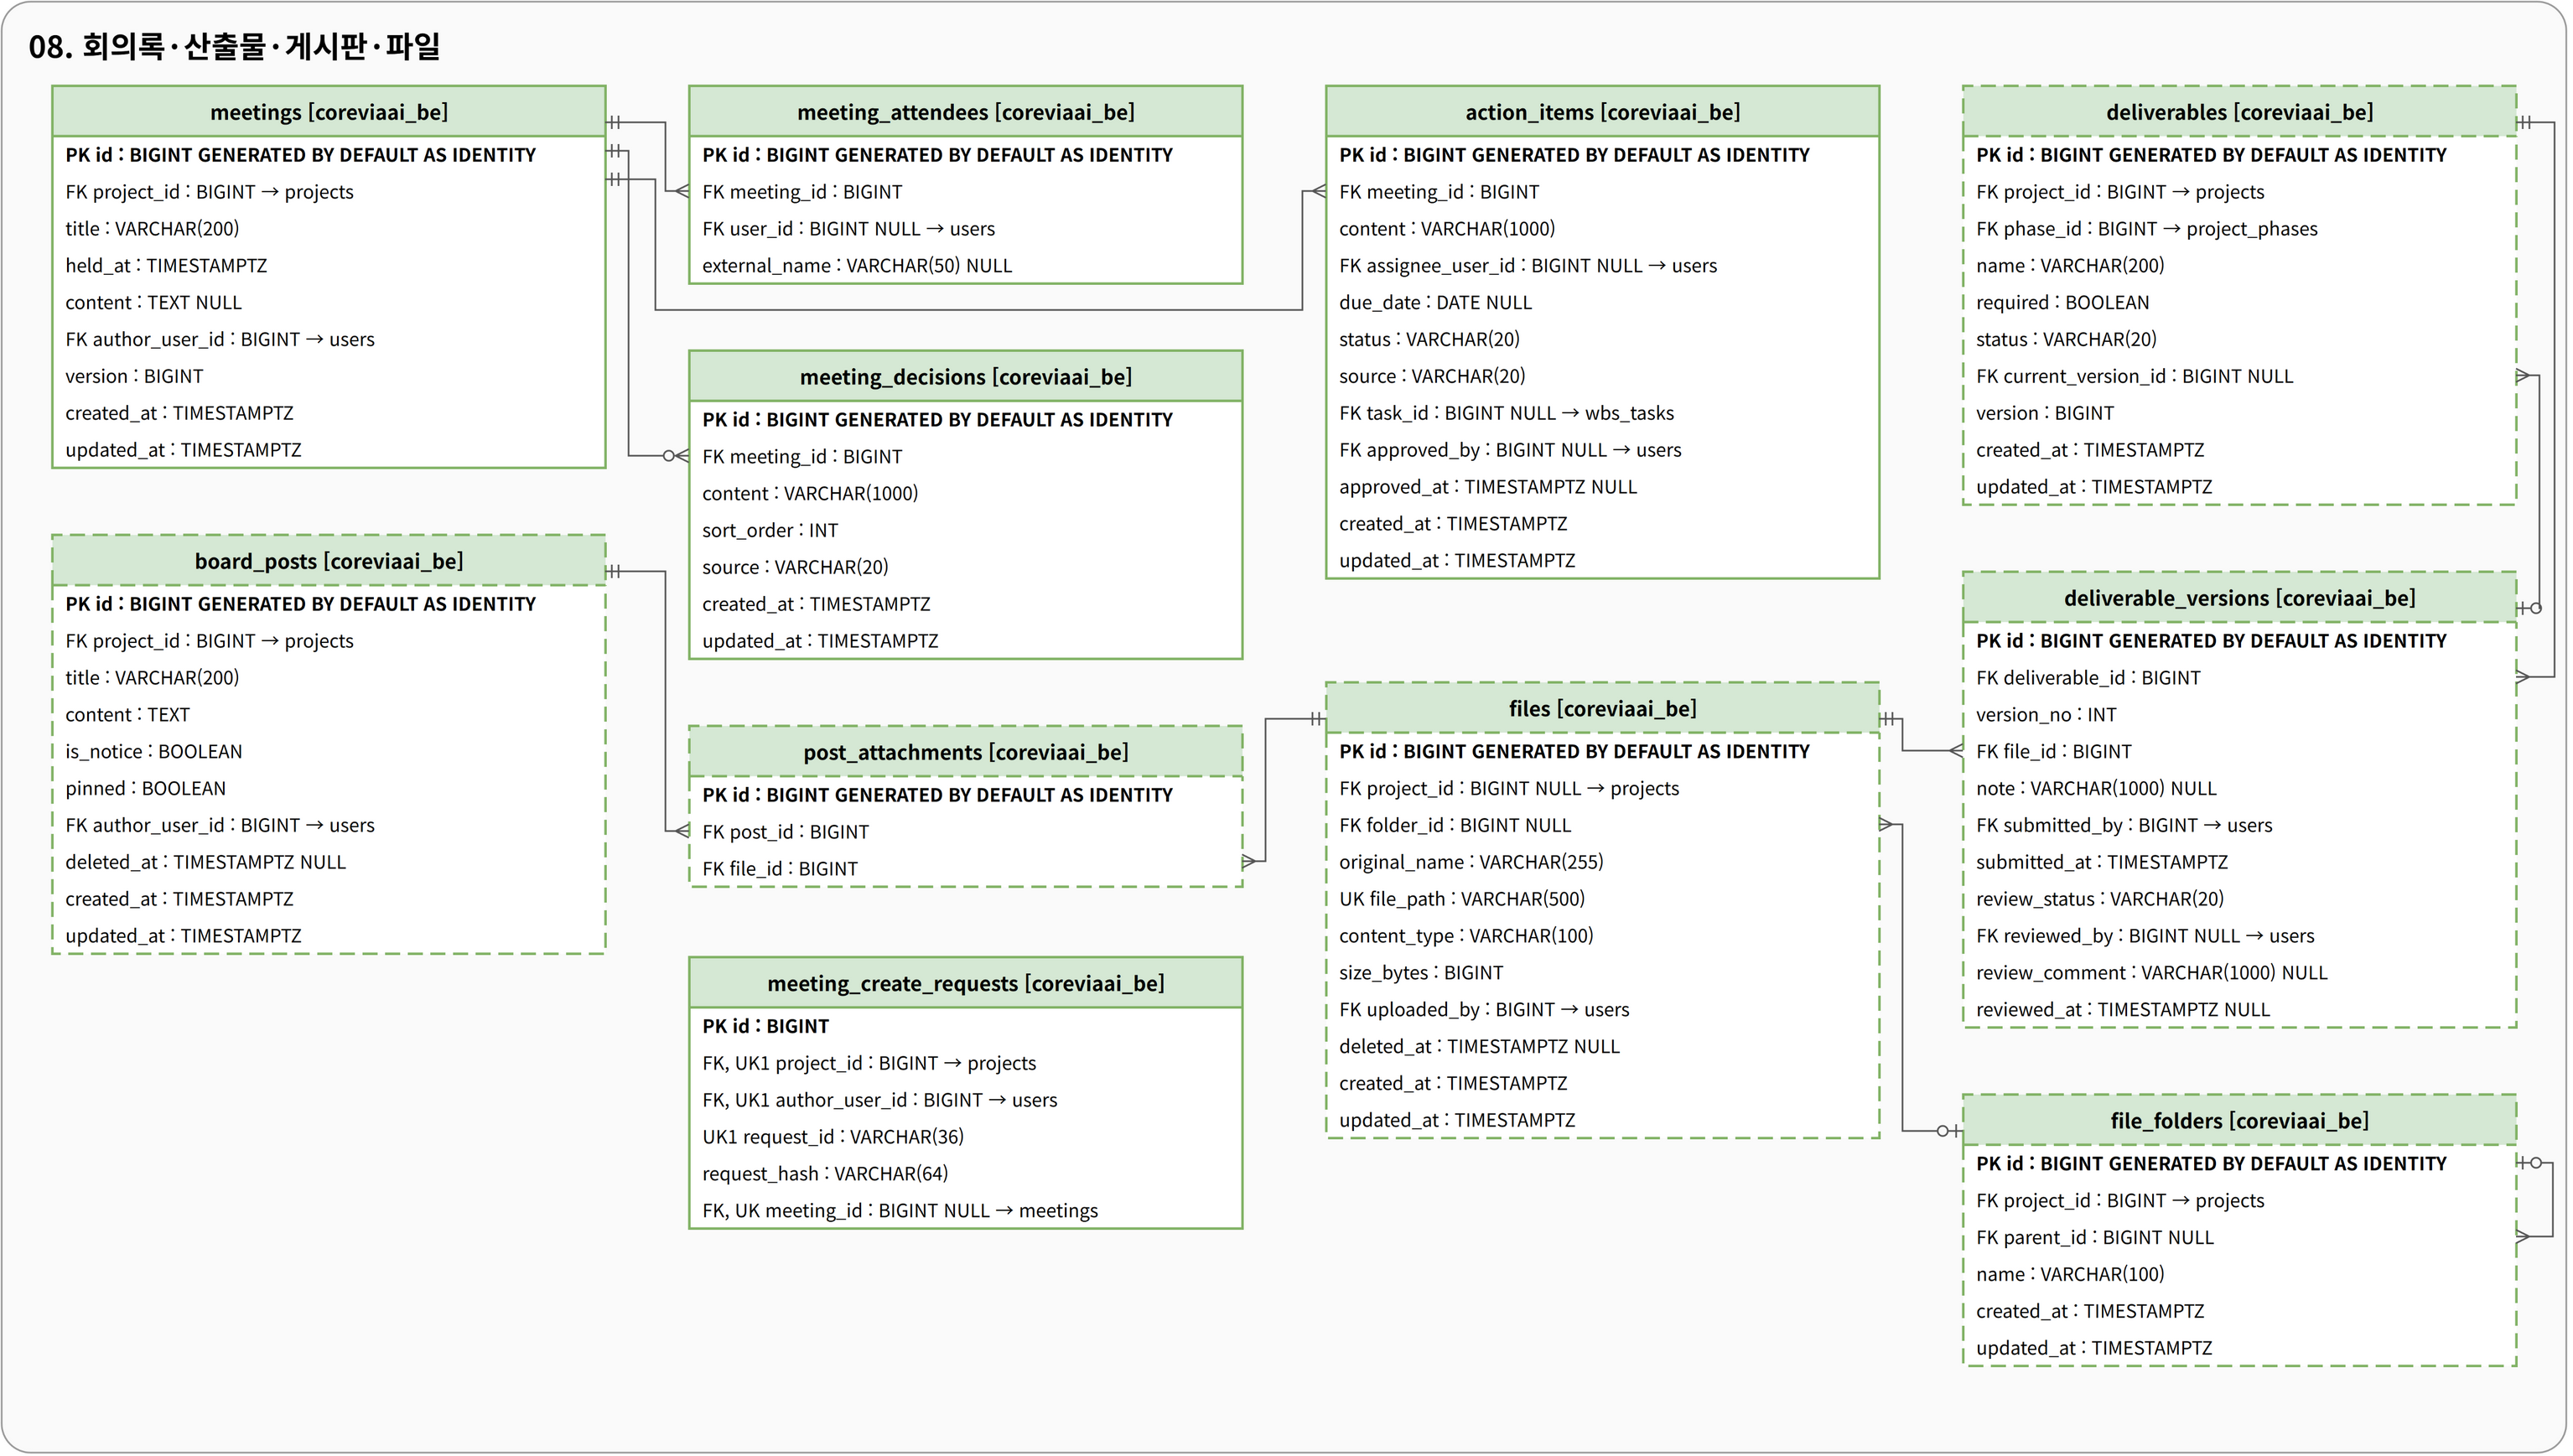 08. 회의록·산출물·게시판·파일
meetings [coreviaai_be]
PK id : BIGINT GENERATED BY DEFAULT AS IDENTITY
FK project_id : BIGINT → projects
title : VARCHAR(200)
held_at : TIMESTAMPTZ
content : TEXT NULL
FK author_user_id : BIGINT → users
version : BIGINT
created_at : TIMESTAMPTZ
updated_at : TIMESTAMPTZ
board_posts [coreviaai_be]
PK id : BIGINT GENERATED BY DEFAULT AS IDENTITY
FK project_id : BIGINT → projects
title : VARCHAR(200)
content : TEXT
is_notice : BOOLEAN
pinned : BOOLEAN
FK author_user_id : BIGINT → users
deleted_at : TIMESTAMPTZ NULL
created_at : TIMESTAMPTZ
updated_at : TIMESTAMPTZ
meeting_attendees [coreviaai_be]
PK id : BIGINT GENERATED BY DEFAULT AS IDENTITY
FK meeting_id : BIGINT
FK user_id : BIGINT NULL → users
external_name : VARCHAR(50) NULL
meeting_decisions [coreviaai_be]
PK id : BIGINT GENERATED BY DEFAULT AS IDENTITY
FK meeting_id : BIGINT
content : VARCHAR(1000)
sort_order : INT
source : VARCHAR(20)
created_at : TIMESTAMPTZ
updated_at : TIMESTAMPTZ
post_attachments [coreviaai_be]
PK id : BIGINT GENERATED BY DEFAULT AS IDENTITY
FK post_id : BIGINT
FK file_id : BIGINT
meeting_create_requests [coreviaai_be]
PK id : BIGINT
FK, UK1 project_id : BIGINT → projects
FK, UK1 author_user_id : BIGINT → users
UK1 request_id : VARCHAR(36)
request_hash : VARCHAR(64)
FK, UK meeting_id : BIGINT NULL → meetings
action_items [coreviaai_be]
PK id : BIGINT GENERATED BY DEFAULT AS IDENTITY
FK meeting_id : BIGINT
content : VARCHAR(1000)
FK assignee_user_id : BIGINT NULL → users
due_date : DATE NULL
status : VARCHAR(20)
source : VARCHAR(20)
FK task_id : BIGINT NULL → wbs_tasks
FK approved_by : BIGINT NULL → users
approved_at : TIMESTAMPTZ NULL
created_at : TIMESTAMPTZ
updated_at : TIMESTAMPTZ
files [coreviaai_be]
PK id : BIGINT GENERATED BY DEFAULT AS IDENTITY
FK project_id : BIGINT NULL → projects
FK folder_id : BIGINT NULL
original_name : VARCHAR(255)
UK file_path : VARCHAR(500)
content_type : VARCHAR(100)
size_bytes : BIGINT
FK uploaded_by : BIGINT → users
deleted_at : TIMESTAMPTZ NULL
created_at : TIMESTAMPTZ
updated_at : TIMESTAMPTZ
deliverables [coreviaai_be]
PK id : BIGINT GENERATED BY DEFAULT AS IDENTITY
FK project_id : BIGINT → projects
FK phase_id : BIGINT → project_phases
name : VARCHAR(200)
required : BOOLEAN
status : VARCHAR(20)
FK current_version_id : BIGINT NULL
version : BIGINT
created_at : TIMESTAMPTZ
updated_at : TIMESTAMPTZ
deliverable_versions [coreviaai_be]
PK id : BIGINT GENERATED BY DEFAULT AS IDENTITY
FK deliverable_id : BIGINT
version_no : INT
FK file_id : BIGINT
note : VARCHAR(1000) NULL
FK submitted_by : BIGINT → users
submitted_at : TIMESTAMPTZ
review_status : VARCHAR(20)
FK reviewed_by : BIGINT NULL → users
review_comment : VARCHAR(1000) NULL
reviewed_at : TIMESTAMPTZ NULL
file_folders [coreviaai_be]
PK id : BIGINT GENERATED BY DEFAULT AS IDENTITY
FK project_id : BIGINT → projects
FK parent_id : BIGINT NULL
name : VARCHAR(100)
created_at : TIMESTAMPTZ
updated_at : TIMESTAMPTZ